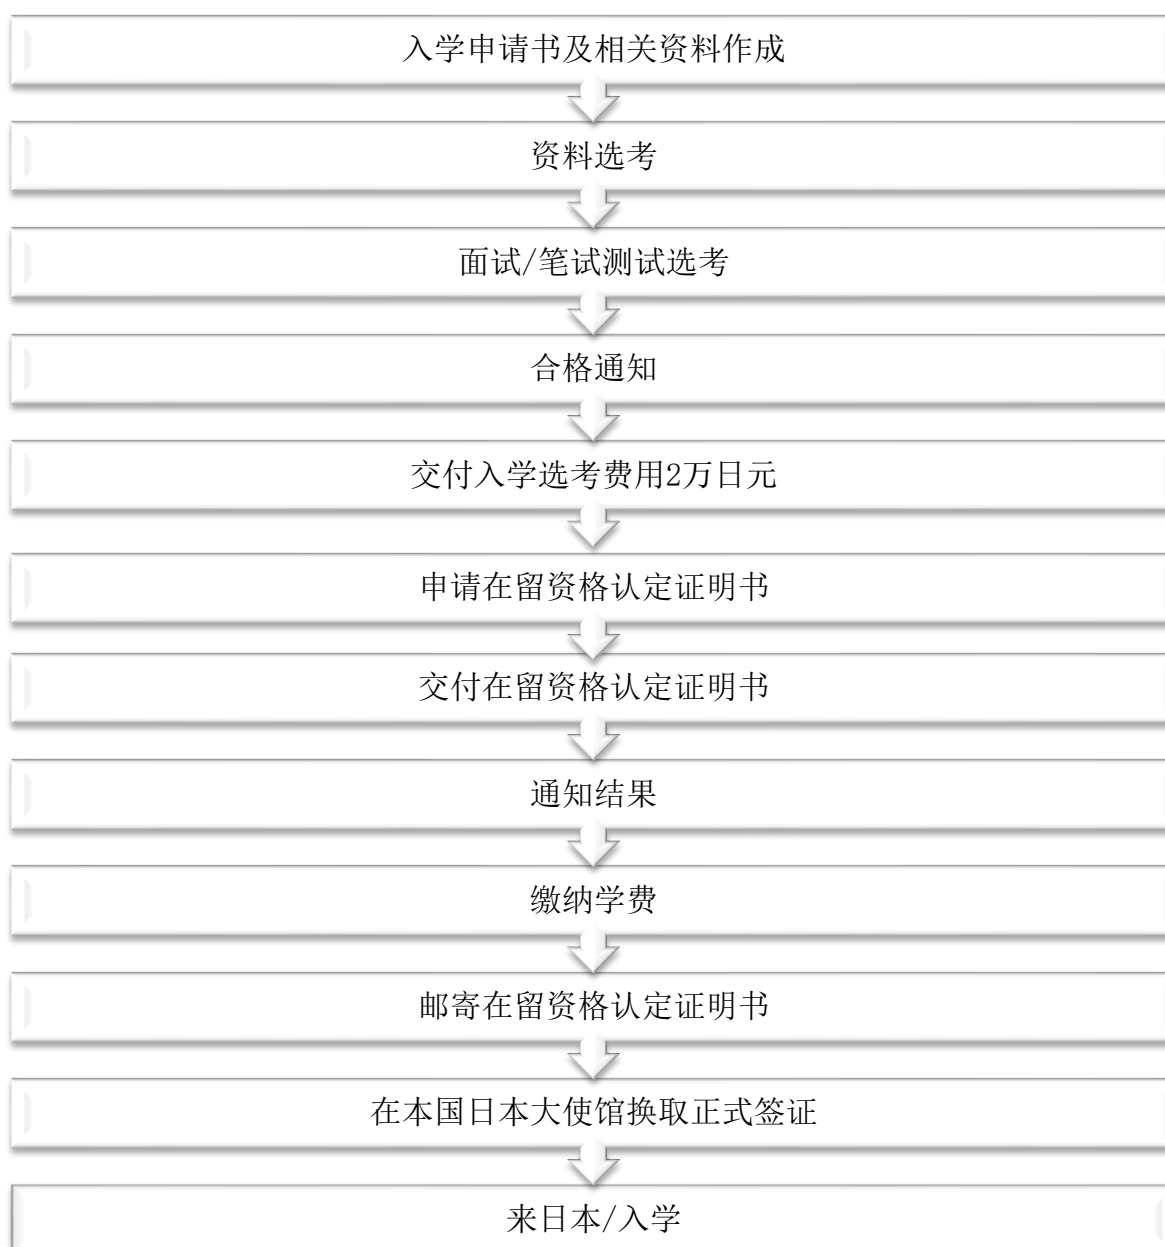 入学申请书及相关资料作成
资料选考
面试/笔试测试选考
合格通知
交付入学选考费用2万日元
申请在留资格认定证明书
交付在留资格认定证明书
通知结果
缴纳学费
邮寄在留资格认定证明书
在本国日本大使馆换取正式签证
来日本/入学